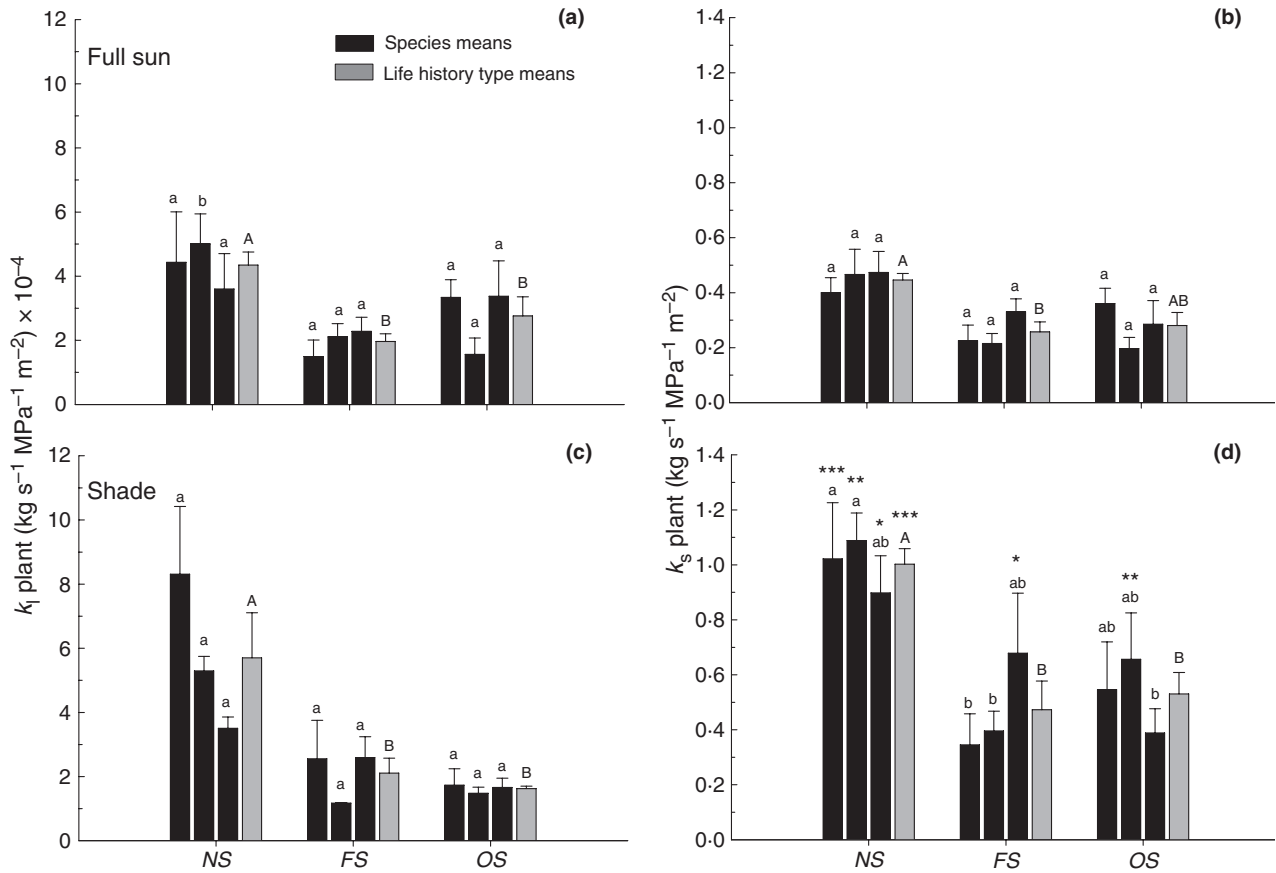 (a)
Full sun
Species means
Life history type means
12
10
8
6
4
2
0
a b a A
a a a B
a a a B
(b)
1·4
1·2
1·0
0·8
0·6
0·4
0·2
0·0
a a a A
a a a B
a a a AB
kl plant (kg s–1 MPa–1 m–2) × 10–4
(c)
Shade
12
10
8
6
4
2
0
a a a A
a a a B
a a a B
NS FS OS
ks plant (kg s–1 MPa–1 m–2)
(d)
1·4
1·2
1·0
0·8
0·6
0·4
0·2
0·0
*** ** * ***
a a ab A
*
b b ab B
**
ab ab b B
NS FS OS